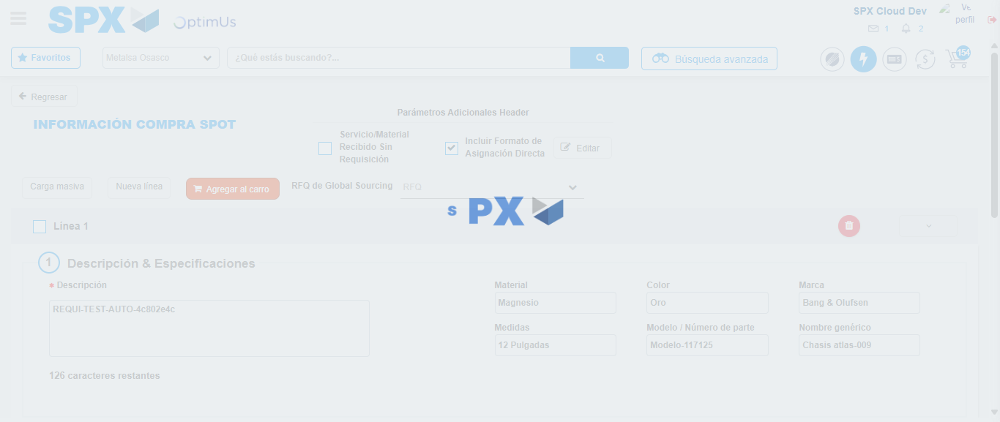 SPX OptimUs
SPX Cloud Dev
perfil
1 2
Favoritos
Metalsa Osasco
¿Qué estás buscando?...
Búsqueda avanzada
154
Regresar
INFORMACIÓN COMPRA SPOT
Parámetros Adicionales Header
Servicio/Material
Recibido Sin
Requisición
Incluir Formato de
Asignación Directa
Editar
Carga masiva
Nueva línea
Agregar al carro
RFQ de Global Sourcing
RFQ
S PX
Línea 1
1 Descripción & Especificaciones
* Descripción
REQUI-TEST-AUTO-4c802e4c
126 caracteres restantes
Material Color Marca
Magnesio Oro Bang & Olufsen
Medidas Modelo / Número de parte Nombre genérico
12 Pulgadas Modelo-117125 Chasis atlas-009